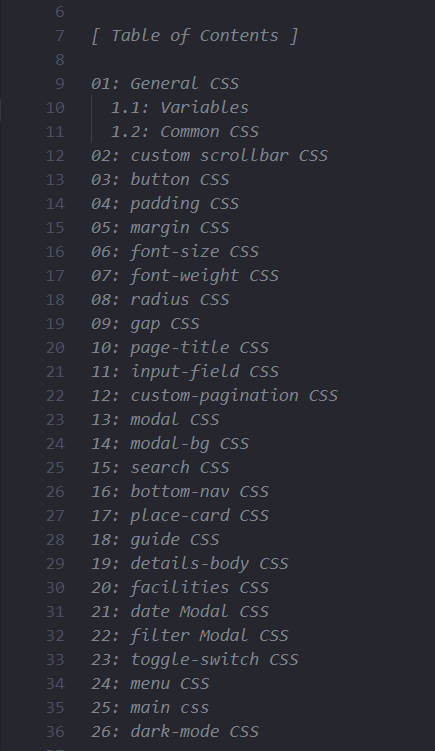 6
7 [ Table of Contents ]
8
9 01: General CSS
10 1.1: Variables
11 1.2: Common CSS
12 02: custom scrollbar CSS
13 03: button CSS
14 04: padding CSS
15 05: margin CSS
16 06: font-size CSS
17 07: font-weight CSS
18 08: radius CSS
19 09: gap CSS
20 10: page-title CSS
21 11: input-field CSS
22 12: custom-pagination CSS
23 13: modal CSS
24 14: modal-bg CSS
25 15: search CSS
26 16: bottom-nav CSS
27 17: place-card CSS
28 18: guide CSS
29 19: details-body CSS
30 20: facilities CSS
31 21: date Modal CSS
32 22: filter Modal CSS
33 23: toggle-switch CSS
34 24: menu CSS
35 25: main css
36 26: dark-mode CSS